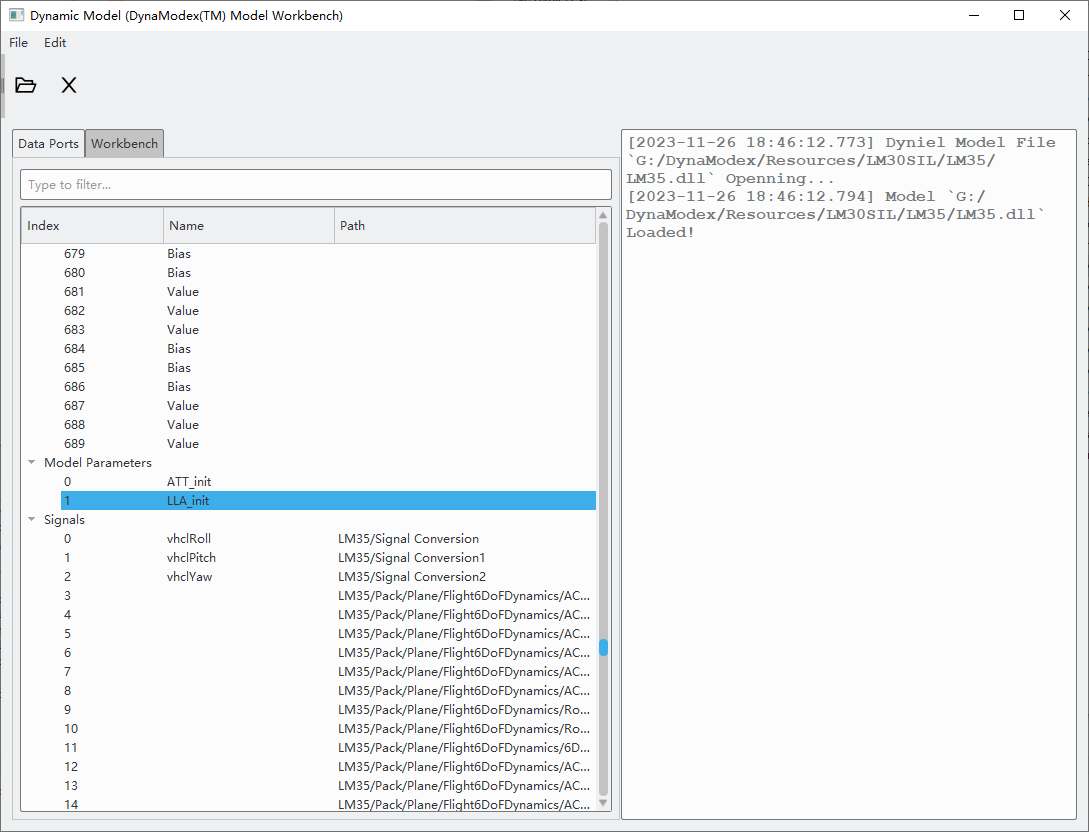 Dynamic Model (DynaModex(TM) Model Workbench)
File Edit
Data Ports Workbench
Type to filter...
Index Name Path
679 Bias
680 Bias
681 Value
682 Value
683 Value
684 Bias
685 Bias
686 Bias
687 Value
688 Value
689 Value
Model Parameters
0 ATT_init
1 LLA_init
Signals
0 vhclRoll LM35/Signal Conversion
1 vhclPitch LM35/Signal Conversion1
2 vhclYaw LM35/Signal Conversion2
3 LM35/Pack/Plane/Flight6DoFDynamics/AC...
4 LM35/Pack/Plane/Flight6DoFDynamics/AC...
5 LM35/Pack/Plane/Flight6DoFDynamics/AC...
6 LM35/Pack/Plane/Flight6DoFDynamics/AC...
7 LM35/Pack/Plane/Flight6DoFDynamics/AC...
8 LM35/Pack/Plane/Flight6DoFDynamics/AC...
9 LM35/Pack/Plane/Flight6DoFDynamics/Ro...
10 LM35/Pack/Plane/Flight6DoFDynamics/Ro...
11 LM35/Pack/Plane/Flight6DoFDynamics/6D...
12 LM35/Pack/Plane/Flight6DoFDynamics/AC...
13 LM35/Pack/Plane/Flight6DoFDynamics/AC...
14 LM35/Pack/Plane/Flight6DoFDynamics/AC...
[2023-11-26 18:46:12.773] Dyniel Model File
`G:/DynaModex/Resources/LM30SIL/LM35/
LM35.dll` Openning...
[2023-11-26 18:46:12.794] Model `G:/
DynaModex/Resources/LM30SIL/LM35/LM35.dll`
Loaded!